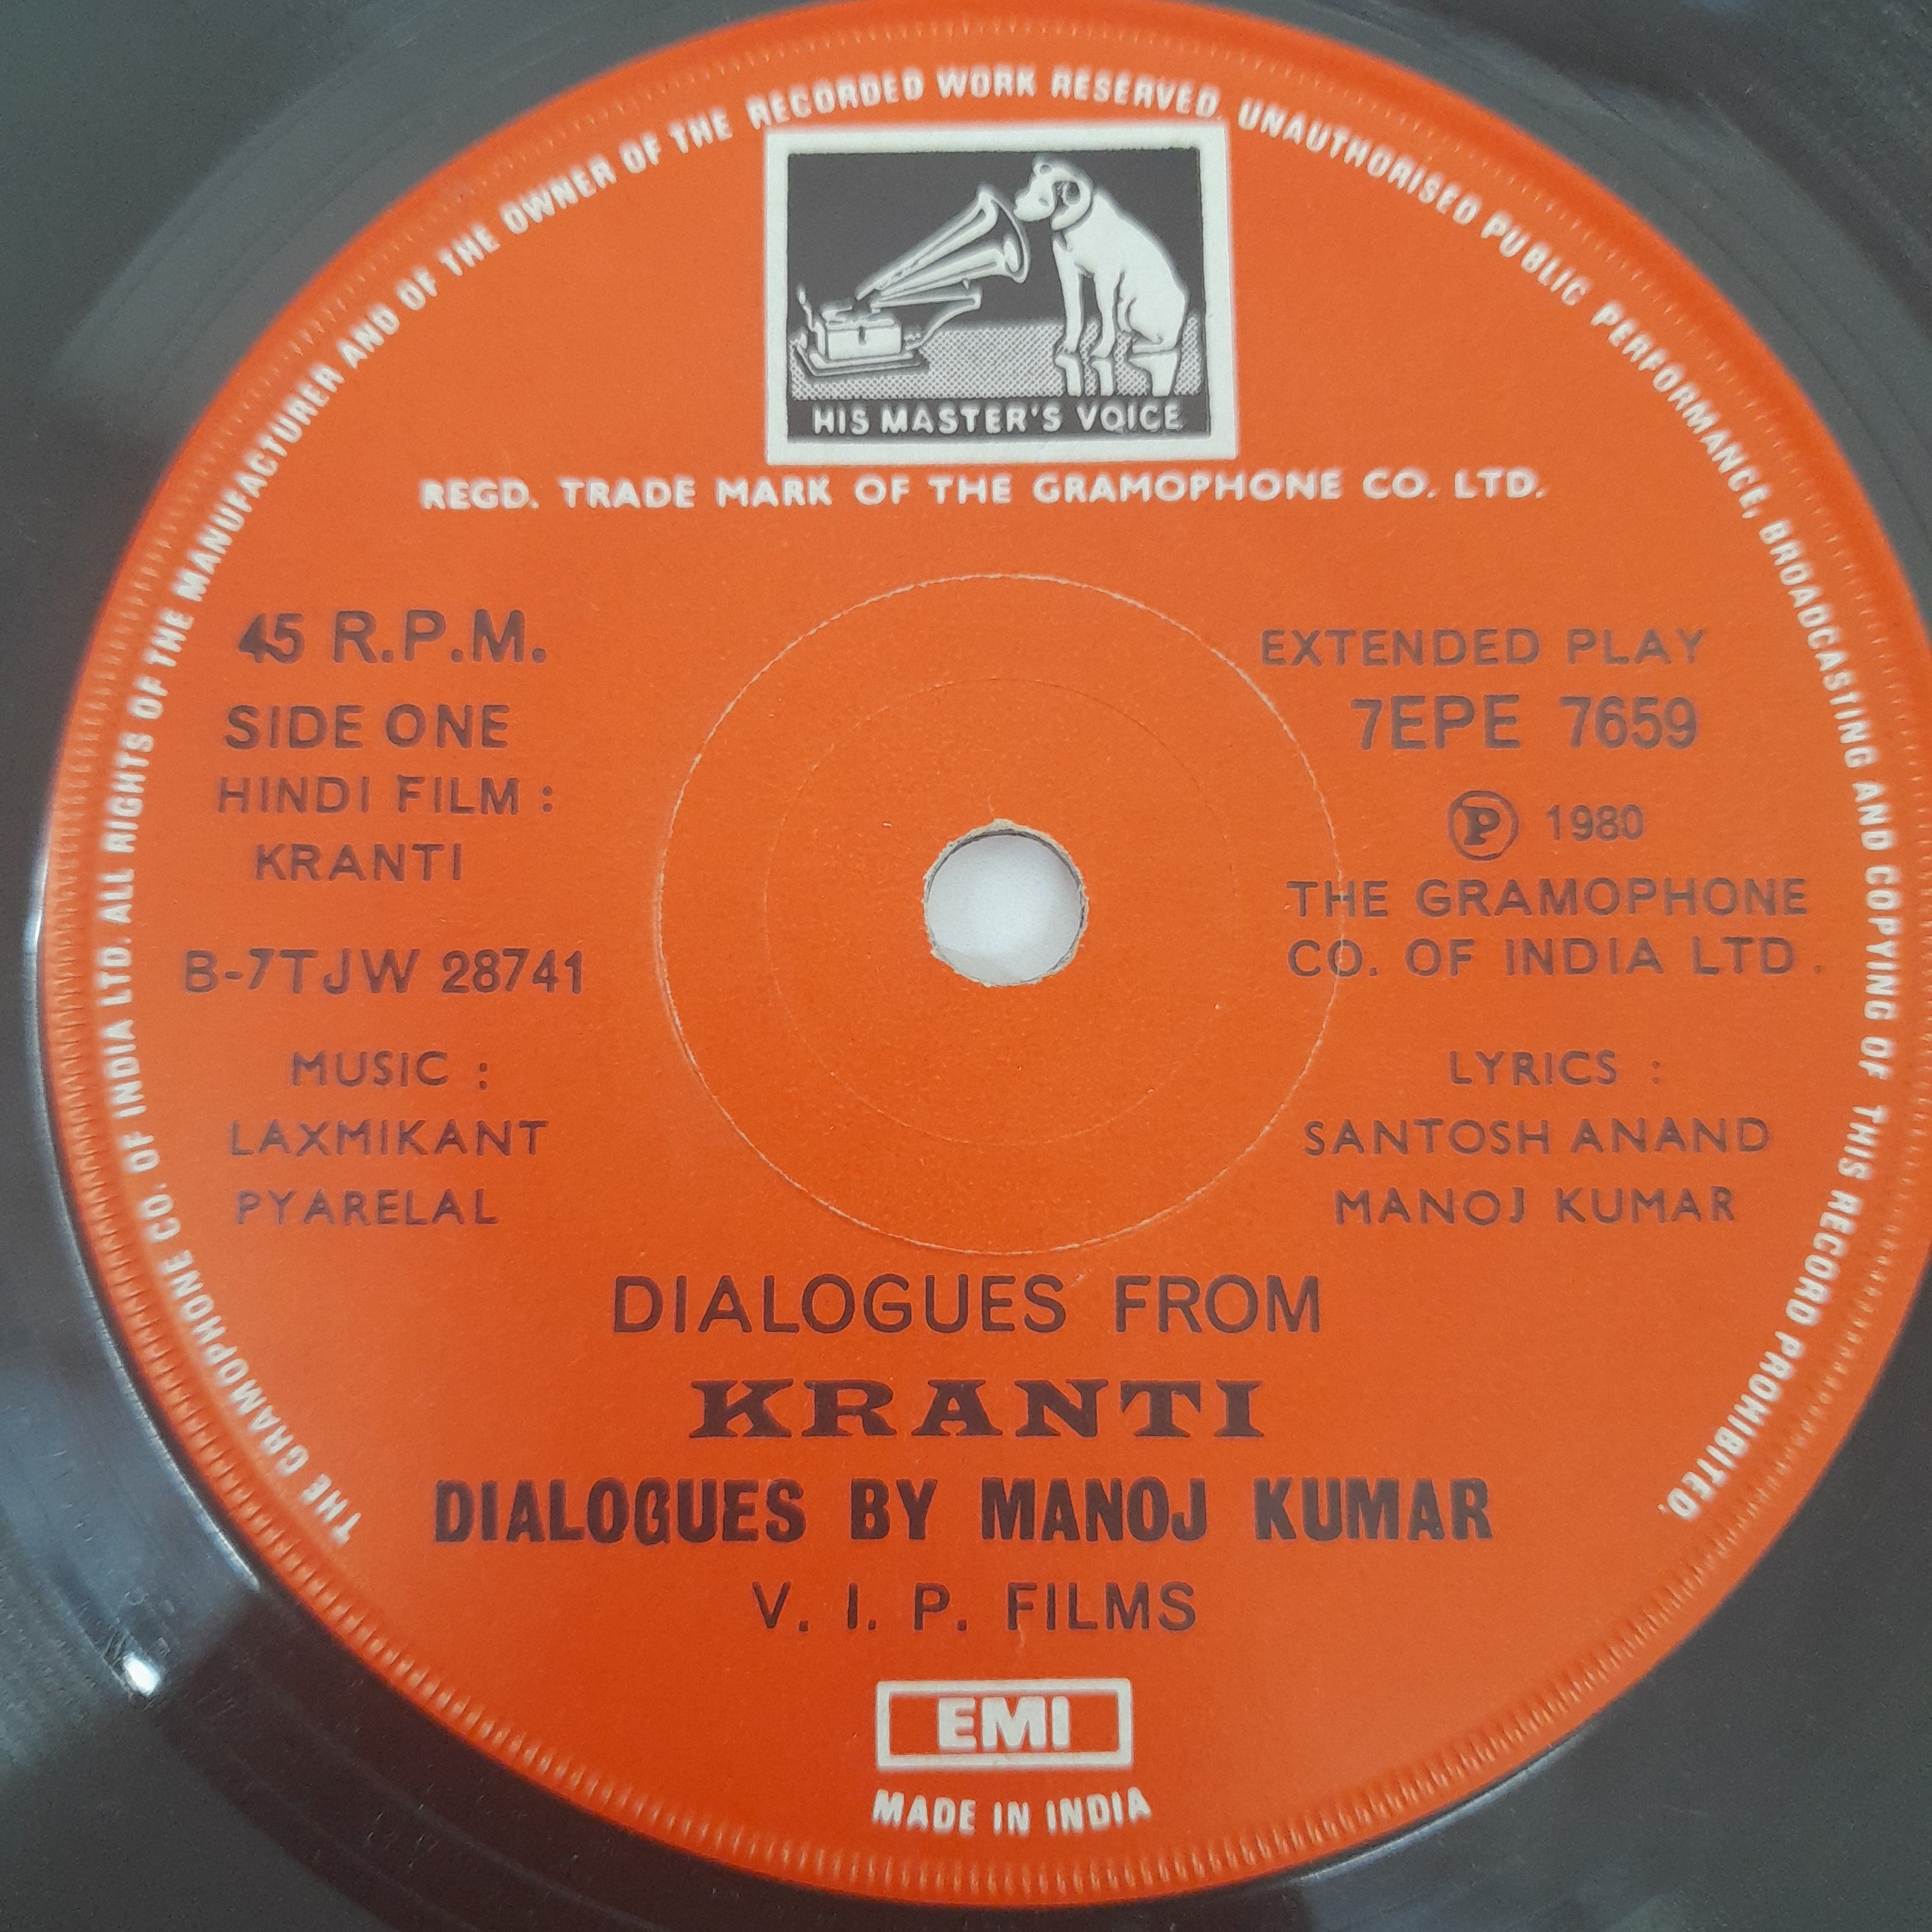 THE GRAMOPHONE CO. OF INDIA LTD. ALL RIGHTS OF THE MANUFACTURER AND OF THE OWNER OF THE RECORDED WORK RESERVED. UNAUTHORISED PUBLIC PERFORMANCE, BROADCASTING AND COPYING OF THIS RECORD PROHIBITED.
HIS MASTER'S VOICE
REGD. TRADE MARK OF THE GRAMOPHONE CO. LTD.
45 R.P.M.
SIDE ONE
HINDI FILM :
KRANTI
B-7TJW 28741
MUSIC :
LAXMIKANT
PYARELAL
EXTENDED PLAY
7EPE 7659
Ⓟ 1980
THE GRAMOPHONE
CO. OF INDIA LTD.
LYRICS :
SANTOSH ANAND
MANOJ KUMAR
DIALOGUES FROM
KRANTI
DIALOGUES BY MANOJ KUMAR
V. I. P. FILMS
EMI
MADE IN INDIA